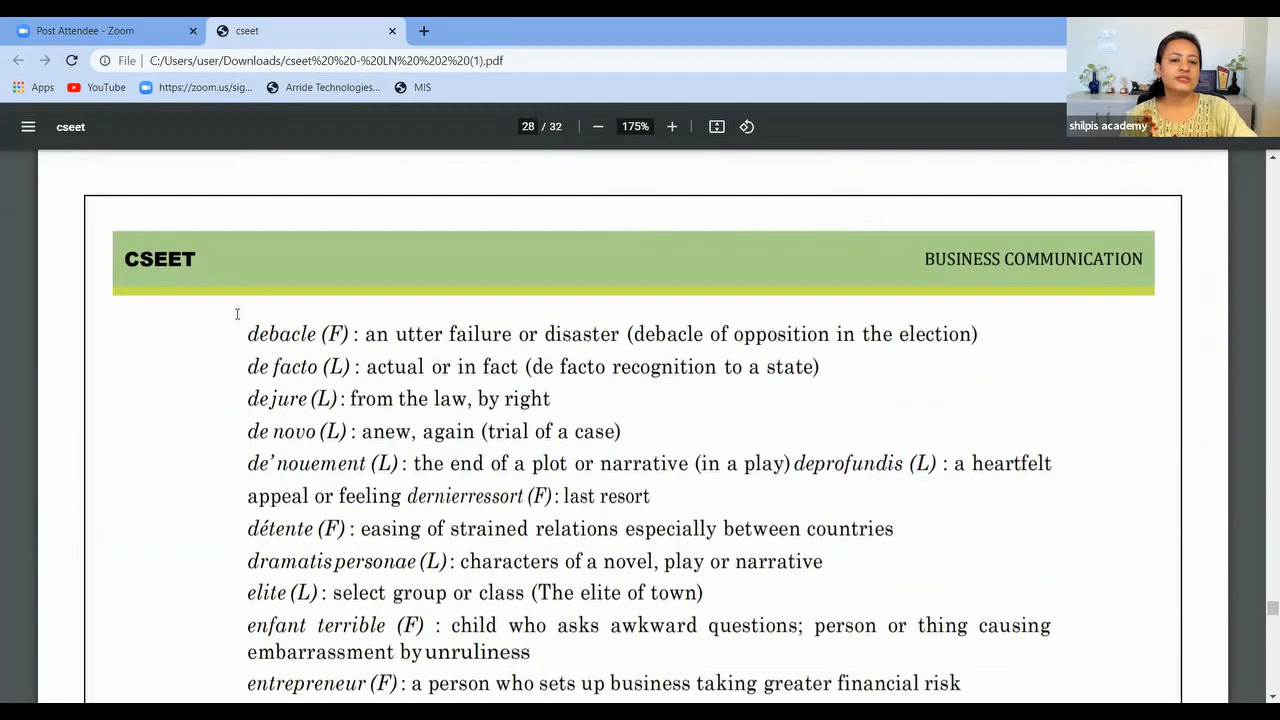 Post Attendee - Zoom
cseet
File
C:/Users/user/Downloads/cseet%20%20-%20LN%20%202%20(T).pdf
Apps
YouTube
https://zoom.us/sig...
Arride Technologies...
MIS
shilpis academy
cseet
28 / 32
175%
CSEET
BUSINESS COMMUNICATION
debacle (F) : an utter failure or disaster (debacle of opposition in the election)
de facto (L) : actual or in fact (de facto recognition to a state)
dejure (L) : from the law, by right
de novo (L) : anew, again (trial of a case)
de’ nouement (L) : the end of a plot or narrative (in a play) deprofundis (L) : a heartfelt
appeal or feeling dernierressort (F) : last resort
détente (F) : easing of strained relations especially between countries
dramatis personae (L) : characters of a novel, play or narrative
elite (L) : select group or class (The elite of town)
enfant terrible (F) : child who asks awkward questions; person or thing causing
embarrassment by unruliness
entrepreneur (F) : a person who sets up business taking greater financial risk